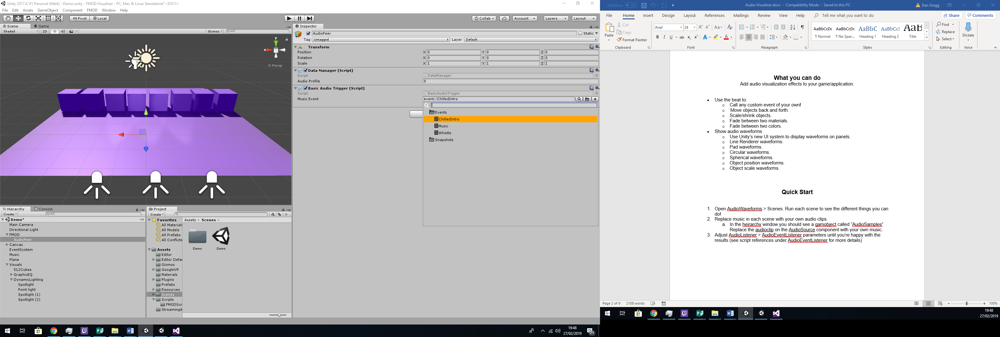 Unity 2017.4.1f1 Personal (64bit) - Demo.unity - FMOD Visualiser - PC, Mac & Linux Standalone* <DX11>
File Edit Assets GameObject Component FMOD Window Help
Pivot Local
Collab Account Layers Layout
Scene Game
Shaded 2D Gizmos All
y
x
Persp
Inspector
AudioPeer Static
Tag Untagged Layer Default
Transform
Position X 0 Y 0 Z 0
Rotation X 0 Y 0 Z 0
Scale X 1 Y 1 Z 1
Data Manager (Script)
Script DataManager
Audio Profile 0
Basic Audio Trigger (Script)
Script BasicAudioTrigger
Music Event event:/ChilledIntro
Events
ChilledIntro
Music
Whistle
Snapshots
Hierarchy Console
Create All
Demo*
Main Camera
Directional Light
FMOD
AudioPeer
Canvas
EventSystem
Music
Plane
Visuals
512Cubes
GraphicEQ
DynamicLighting
Spotlight
Point light
Spotlight (1)
Spotlight (2)
Project
Create
Favorites
All Materials
All Models
All Prefabs
All Conflicte
Assets
Editor
Editor Defau
Gizmos
GoogleVR
Materials
Plugins
Prefabs
Resources
Scenes
Scripts
FMODScr
StreamingA
Assets Scenes
Demo Demo
19:48
27/02/2019
25
AutoSave Off Audio Visualizer.docx - Compatibility Mode - Saved to this PC Dan Gregg
File Home Insert Design Layout References Mailings Review View Help Tell me what you want to do Share Comments
Paste
Cut
Copy
Format Painter
Clipboard
Arial 24
Font
Paragraph
AaBbCcDc AaBbCcDc AaBbC AaBbCcI AaB
¶ Normal ¶ No Spac... Heading 1 Heading 2 Title
Styles
Find
Replace
Select
Editing
Dictate
Voice
What you can do
Add audio visualization effects to your game/application.
• Use the beat to:
o Call any custom event of your own!
o Move objects back and forth.
o Scale/shrink objects.
o Fade between two materials.
o Fade between two colors.
• Show audio waveforms
o Use Unity's new UI system to display waveforms on panels.
o Line Renderer waveforms.
o Pad waveforms.
o Circular waveforms.
o Spherical waveforms.
o Object position waveforms.
o Object scale waveforms.
Quick Start
1. Open AudioWaveforms > Scenes. Run each scene to see the different things you can
do!
2. Replace music in each scene with your own audio clips.
a. In the heirarchy window you should see a gamobject called "AudioSamples"
Replace the audioclip on the AudioSource component with your own music.
3. Adjust AudioListener > AudioEventListener parameters until you're happy with the
results (see script references under AudioEventListener for more details)
Page 2 of 9 2108 words 100%
19:48
27/02/2019